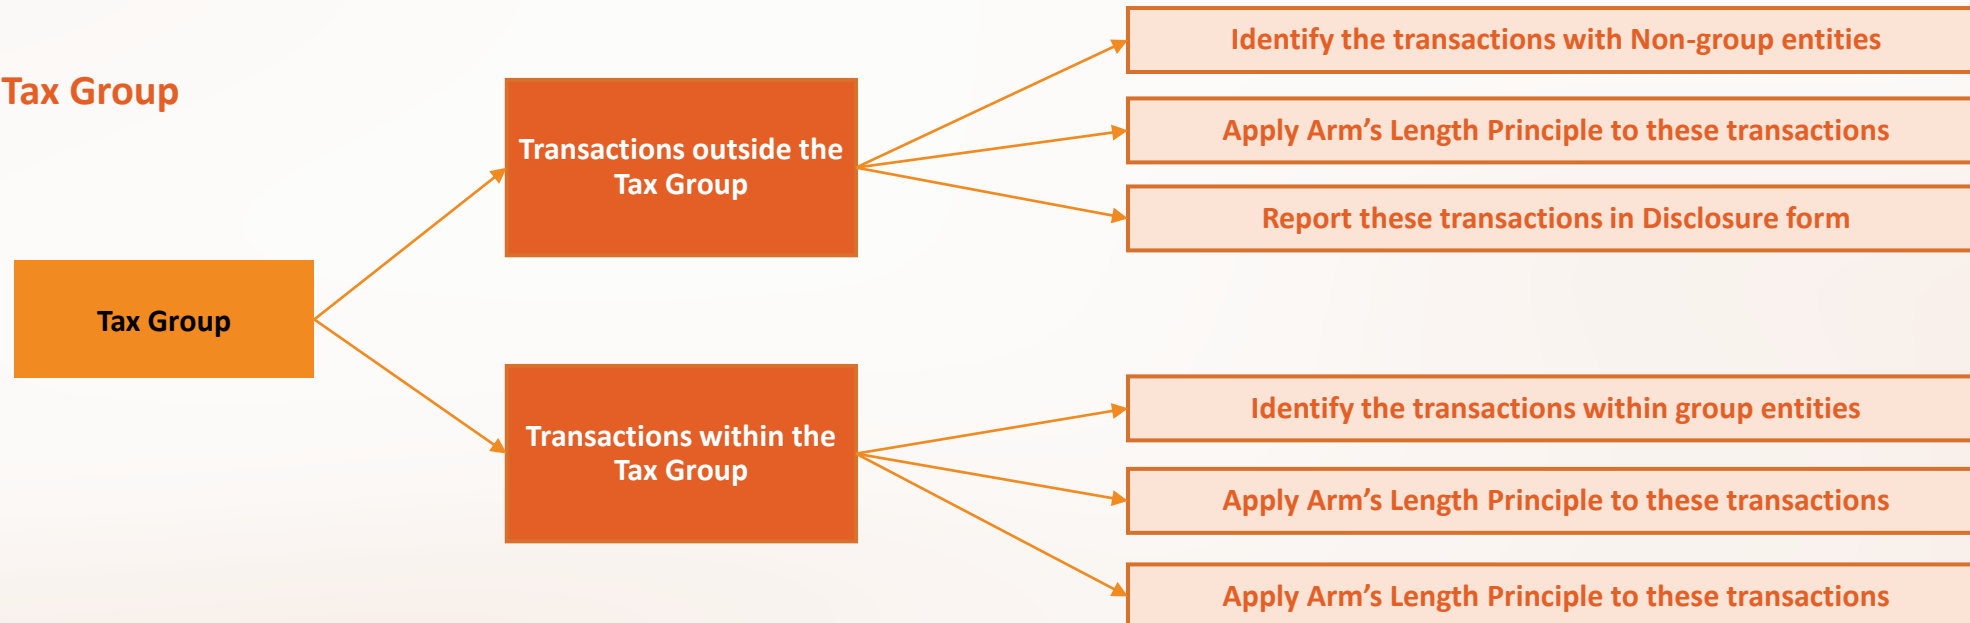 Tax Group
Tax Group
Transactions outside the
Tax Group
Identify the transactions with Non-group entities
Apply Arm’s Length Principle to these transactions
Report these transactions in Disclosure form
Transactions within the
Tax Group
Identify the transactions within group entities
Apply Arm’s Length Principle to these transactions
Apply Arm’s Length Principle to these transactions